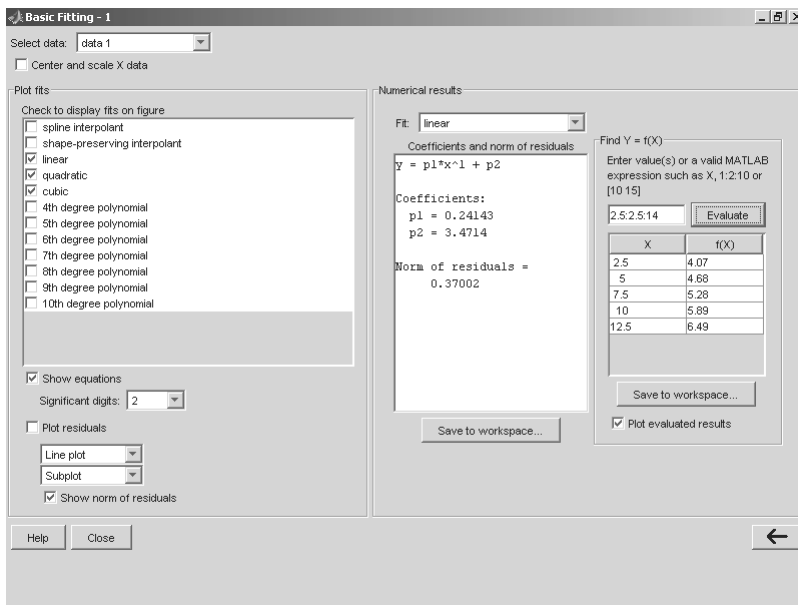 Basic Fitting - 1
Select data: data 1
Center and scale X data
Plot fits
Check to display fits on figure
spline interpolant
shape-preserving interpolant
linear
quadratic
cubic
4th degree polynomial
5th degree polynomial
6th degree polynomial
7th degree polynomial
8th degree polynomial
9th degree polynomial
10th degree polynomial
Show equations
Significant digits: 2
Plot residuals
Line plot
Subplot
Show norm of residuals
Numerical results
Fit: linear
Coefficients and norm of residuals
y = p1*x^1 + p2
Coefficients:
p1 = 0.24143
p2 = 3.4714
Norm of residuals =
0.37002
Save to workspace...
Find Y = f(X)
Enter value(s) or a valid MATLAB
expression such as X, 1:2:10 or
[10 15]
2.5:2.5:14 Evaluate
X f(X)
2.5 4.07
5 4.68
7.5 5.28
10 5.89
12.5 6.49
Save to workspace...
Plot evaluated results
Help Close